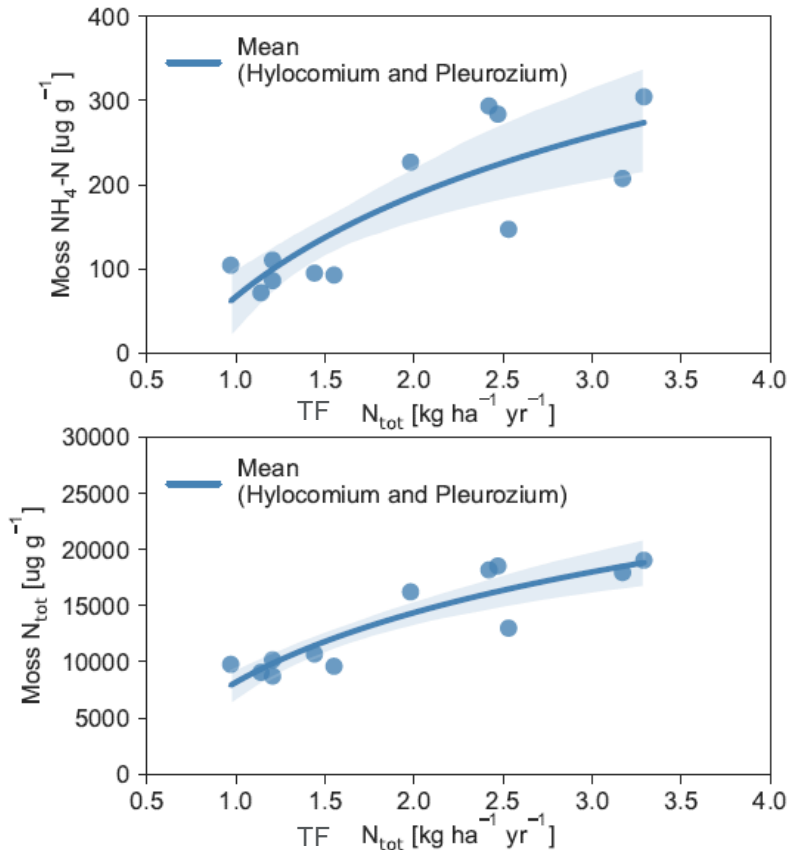 400
300
200
100
0
Moss NH₄-N [ug g⁻¹]
Mean
(Hylocomium and Pleurozium)
0.5 1.0 1.5 2.0 2.5 3.0 3.5 4.0
TF N_tot [kg ha⁻¹ yr⁻¹]
30000
25000
20000
15000
10000
5000
0
Moss N_tot [ug g⁻¹]
Mean
(Hylocomium and Pleurozium)
0.5 1.0 1.5 2.0 2.5 3.0 3.5 4.0
TF N_tot [kg ha⁻¹ yr⁻¹]